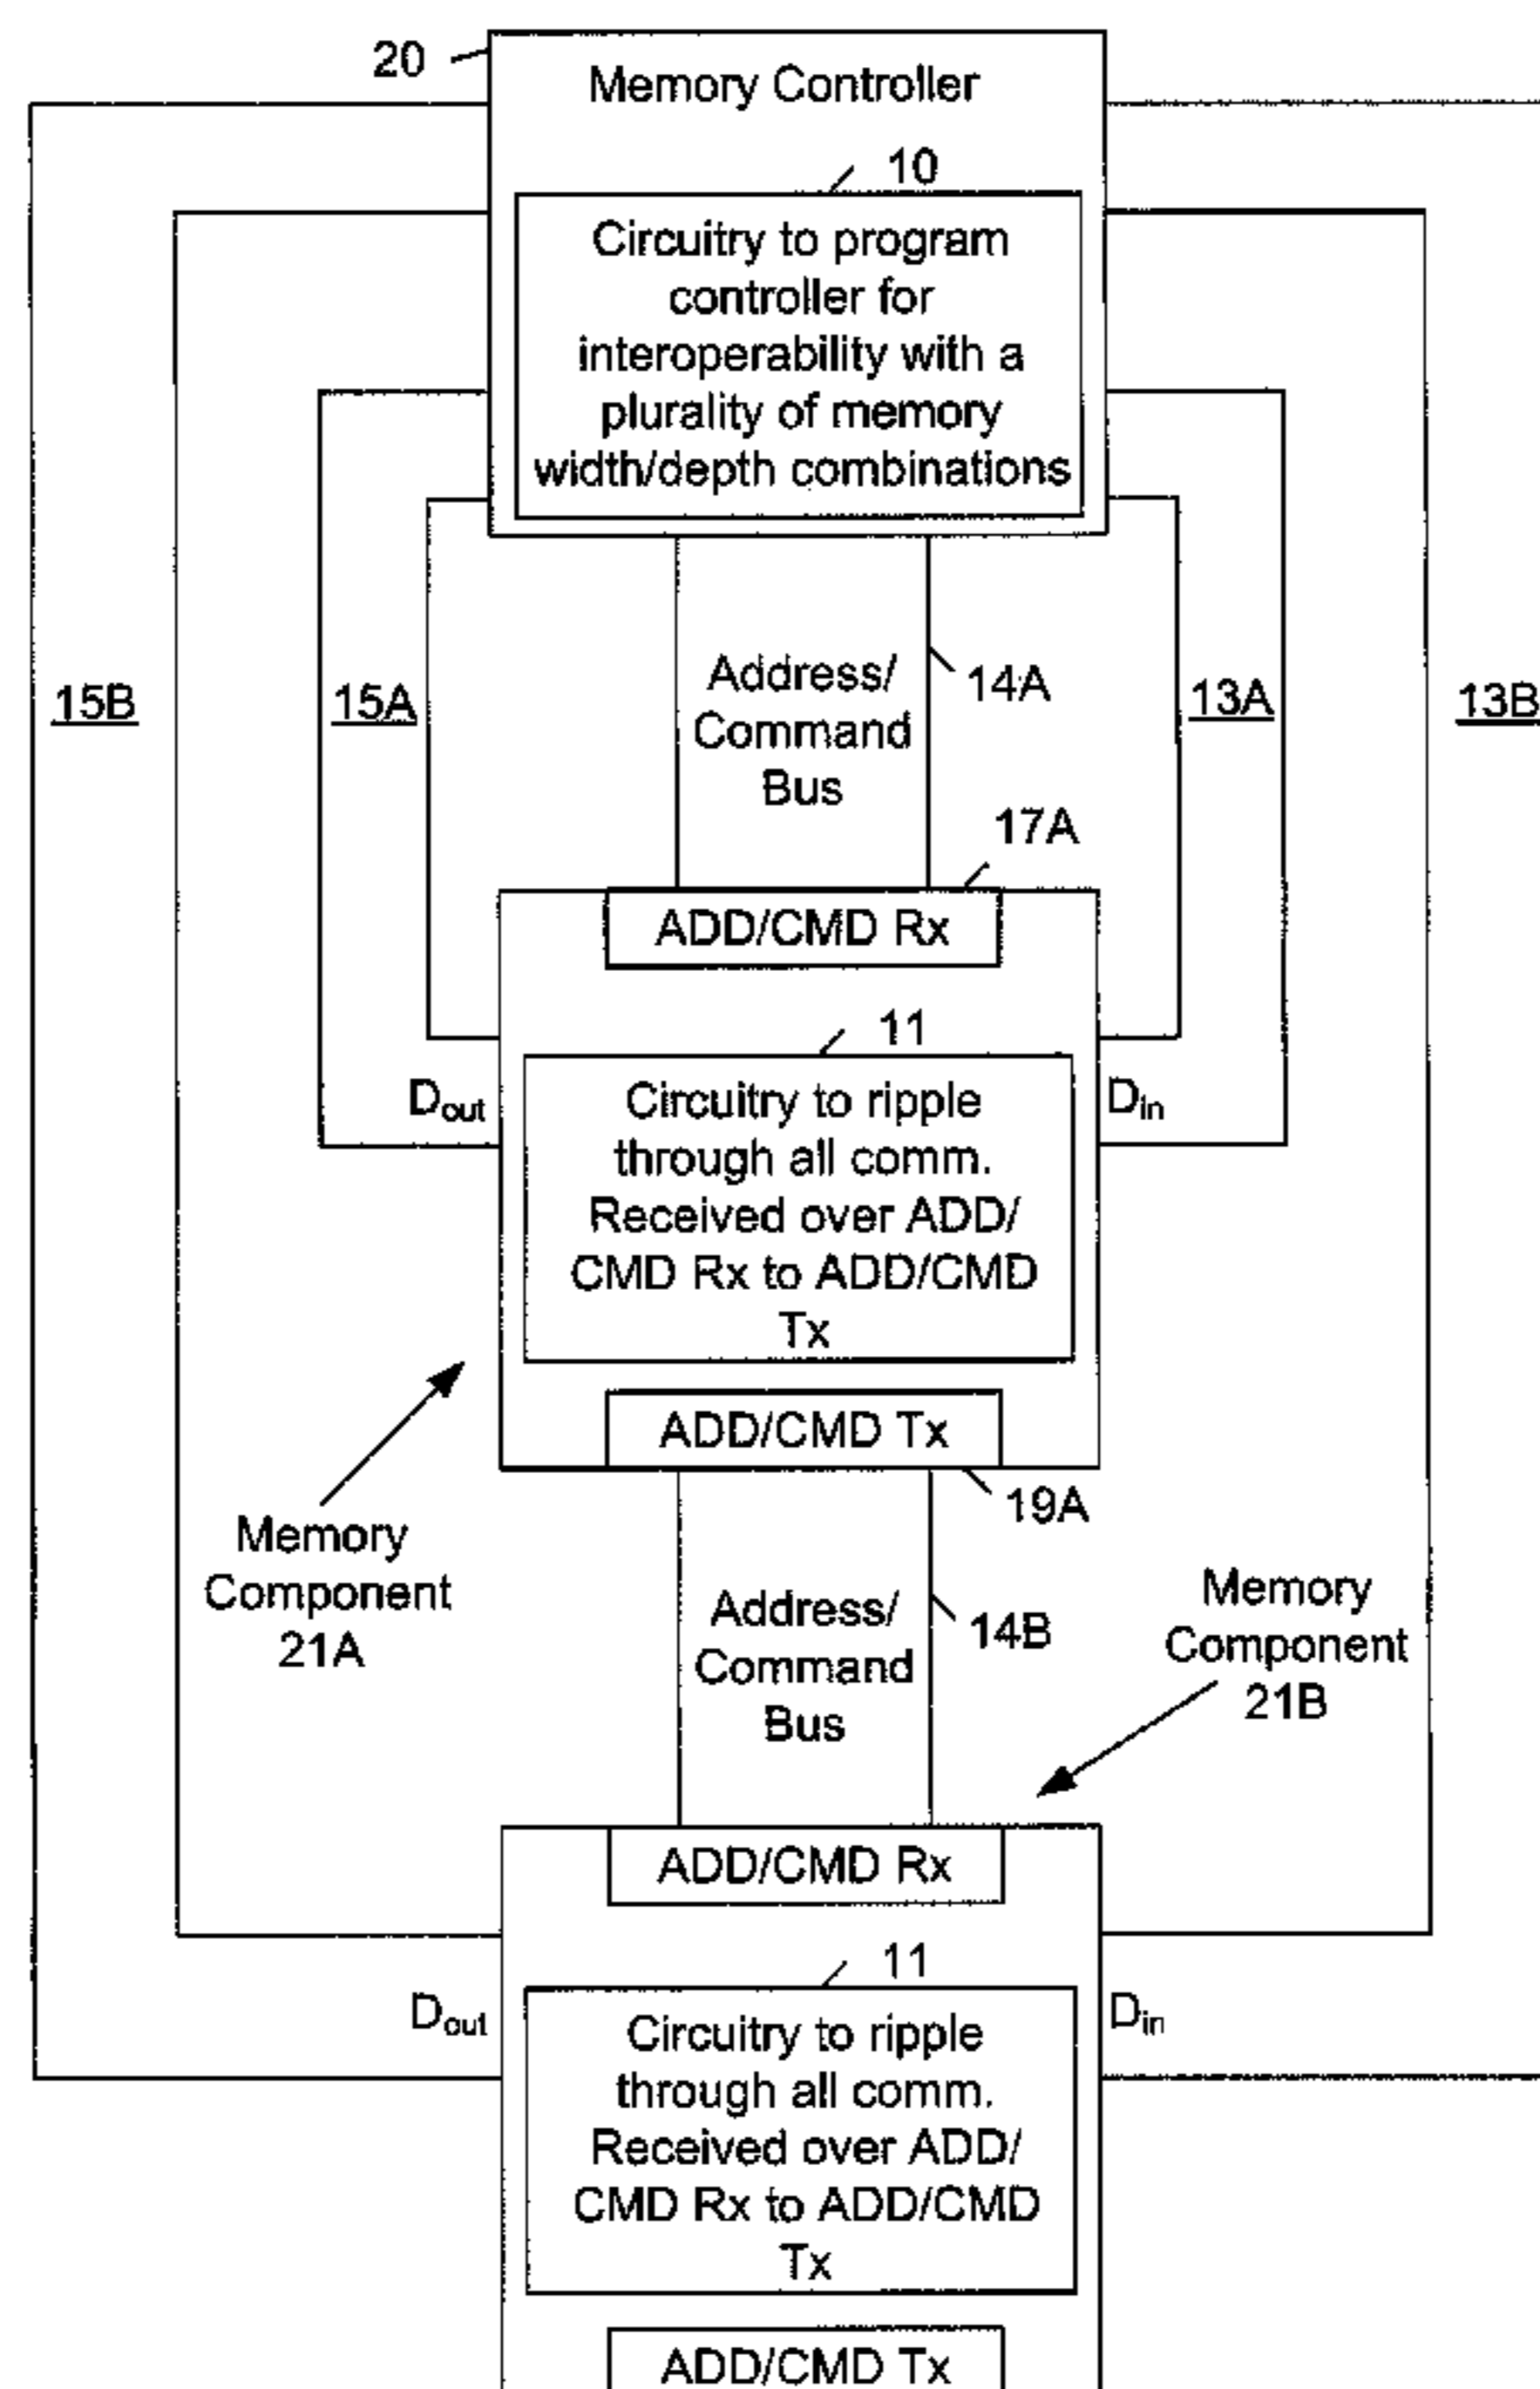 20
Memory Controller
10
Circuitry to program
controller for
interoperability with a
plurality of memory
width/depth combinations
15B
15A
Address/
Command
Bus
14A
13A
13B
17A
ADD/CMD Rx
11
Dout
Circuitry to ripple
through all comm.
Received over ADD/
CMD Rx to ADD/CMD
Tx
Din
ADD/CMD Tx
19A
Memory
Component
21A
Address/
Command
Bus
14B
Memory
Component
21B
ADD/CMD Rx
11
Dout
Circuitry to ripple
through all comm.
Received over ADD/
CMD Rx to ADD/CMD
Tx
Din
ADD/CMD Tx